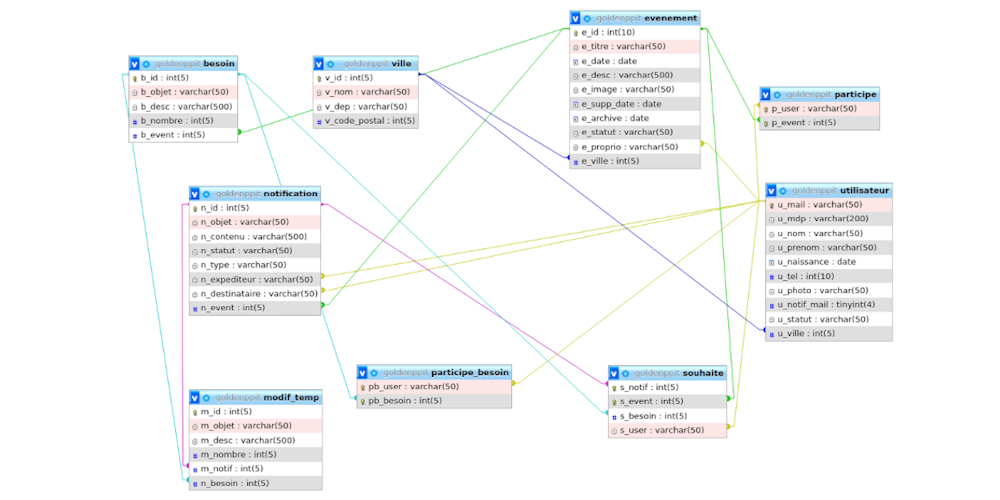 goldenppit evenement
e_id : int(10)
e_titre : varchar(50)
e_date : date
e_desc : varchar(500)
e_image : varchar(50)
e_supp_date : date
e_archive : date
e_statut : varchar(50)
e_proprio : varchar(50)
e_ville : int(5)
goldenppit besoin
b_id : int(5)
b_objet : varchar(50)
b_desc : varchar(500)
b_nombre : int(5)
b_event : int(5)
goldenppit ville
v_id : int(5)
v_nom : varchar(50)
v_dep : varchar(50)
v_code_postal : int(5)
goldenppit participe
p_user : varchar(50)
p_event : int(5)
goldenppit notification
n_id : int(5)
n_objet : varchar(50)
n_contenu : varchar(500)
n_statut : varchar(50)
n_type : varchar(50)
n_expediteur : varchar(50)
n_destinataire : varchar(50)
n_event : int(5)
goldenppit utilisateur
u_mail : varchar(50)
u_mdp : varchar(200)
u_nom : varchar(50)
u_prenom : varchar(50)
u_naissance : date
u_tel : int(10)
u_photo : varchar(50)
u_notif_mail : tinyint(4)
u_statut : varchar(50)
u_ville : int(5)
goldenppit participe_besoin
pb_user : varchar(50)
pb_besoin : int(5)
goldenppit souhaite
s_notif : int(5)
s_event : int(5)
s_besoin : int(5)
s_user : varchar(50)
goldenppit modif_temp
m_id : int(5)
m_objet : varchar(50)
m_desc : varchar(500)
m_nombre : int(5)
m_notif : int(5)
n_besoin : int(5)